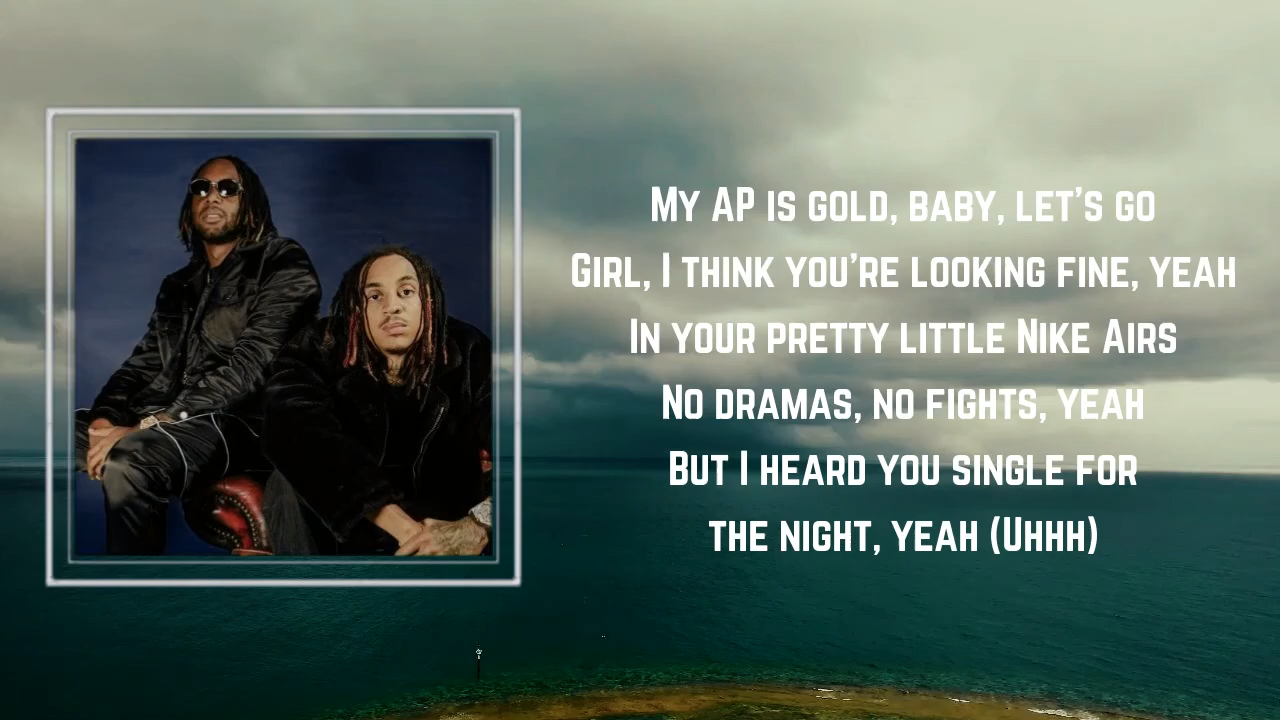 My AP is gold, baby, let's go
Girl, I think you're looking fine, yeah
In your pretty little Nike Airs
No dramas, no fights, yeah
But I heard you single for
the night, yeah (Uhhh)